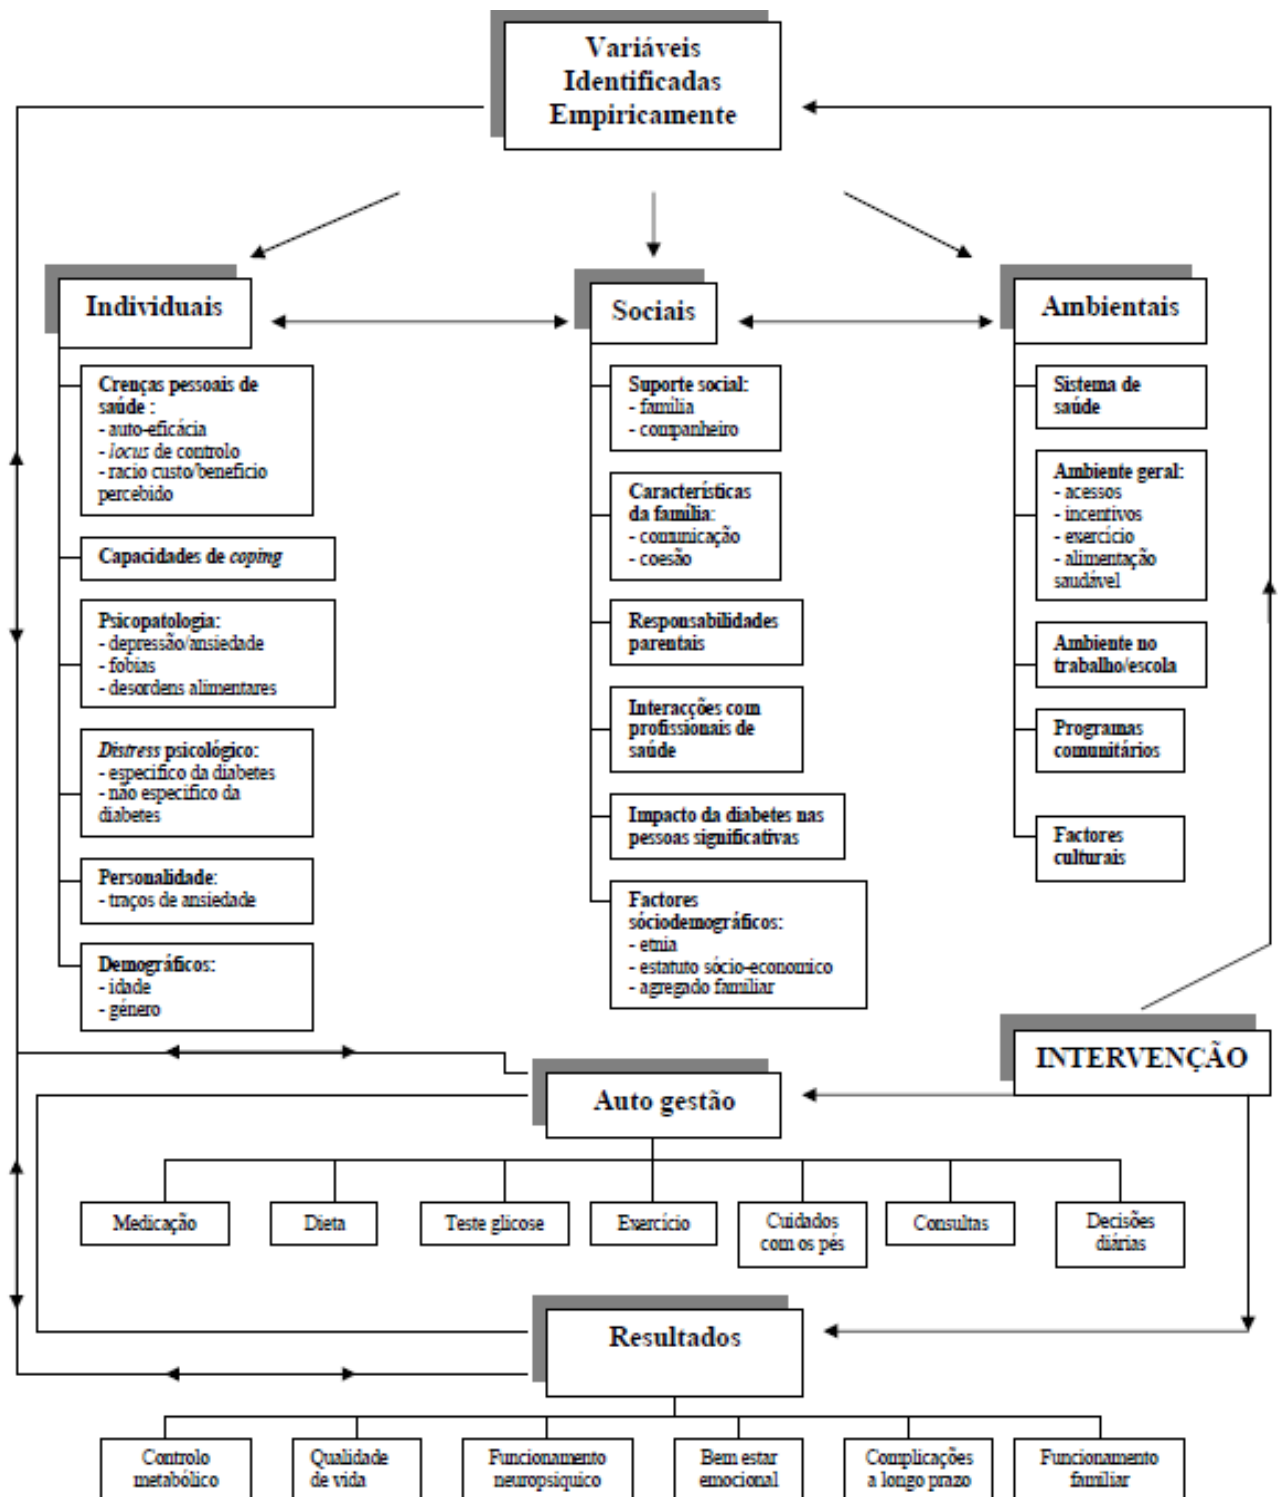 Variáveis
Identificadas
Empiricamente
Individuais
Crenças pessoais de
saúde :
- auto-eficácia
- locus de controlo
- racio custo/beneficio
percebido
Capacidades de coping
Psicopatologia:
- depressão/ansiedade
- fobias
- desordens alimentares
Distress psicológico:
- especifico da diabetes
- não especifico da
diabetes
Personalidade:
- traços de ansiedade
Demográficos:
- idade
- género
Sociais
Suporte social:
- família
- companheiro
Características
da família:
- comunicação
- coesão
Responsabilidades
parentais
Interacções com
profissionais de
saúde
Impacto da diabetes nas
pessoas significativas
Factores
sóciodemográficos:
- etnia
- estatuto sócio-economico
- agregado familiar
Ambientais
Sistema de
saúde
Ambiente geral:
- acessos
- incentivos
- exercício
- alimentação
saudável
Ambiente no
trabalho/escola
Programas
comunitários
Factores
culturais
INTERVENÇÃO
Auto gestão
Medicação
Dieta
Teste glicose
Exercício
Cuidados
com os pés
Consultas
Decisões
diárias
Resultados
Controlo
metabólico
Qualidade
de vida
Funcionamento
neuropsiquico
Bem estar
emocional
Complicações
a longo prazo
Funcionamento
familiar